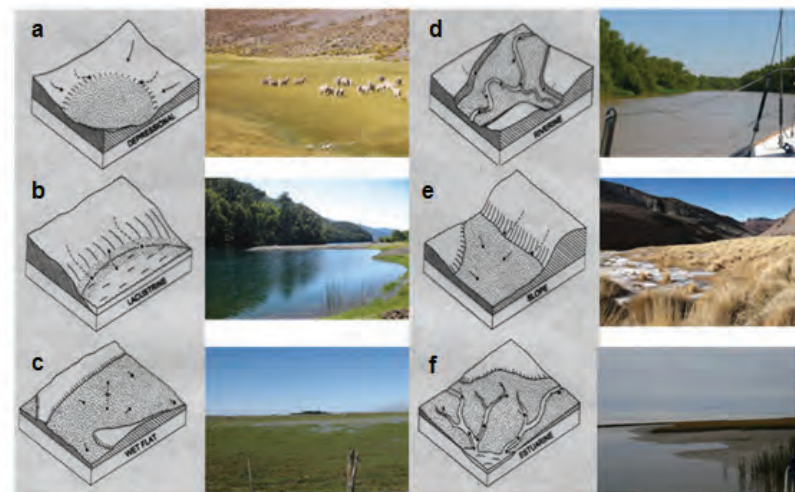 a
DEPRESSIONAL
b
LACUSTRINE
c
WET FLAT
d
RIVERINE
e
SLOPE
f
ESTUARINE